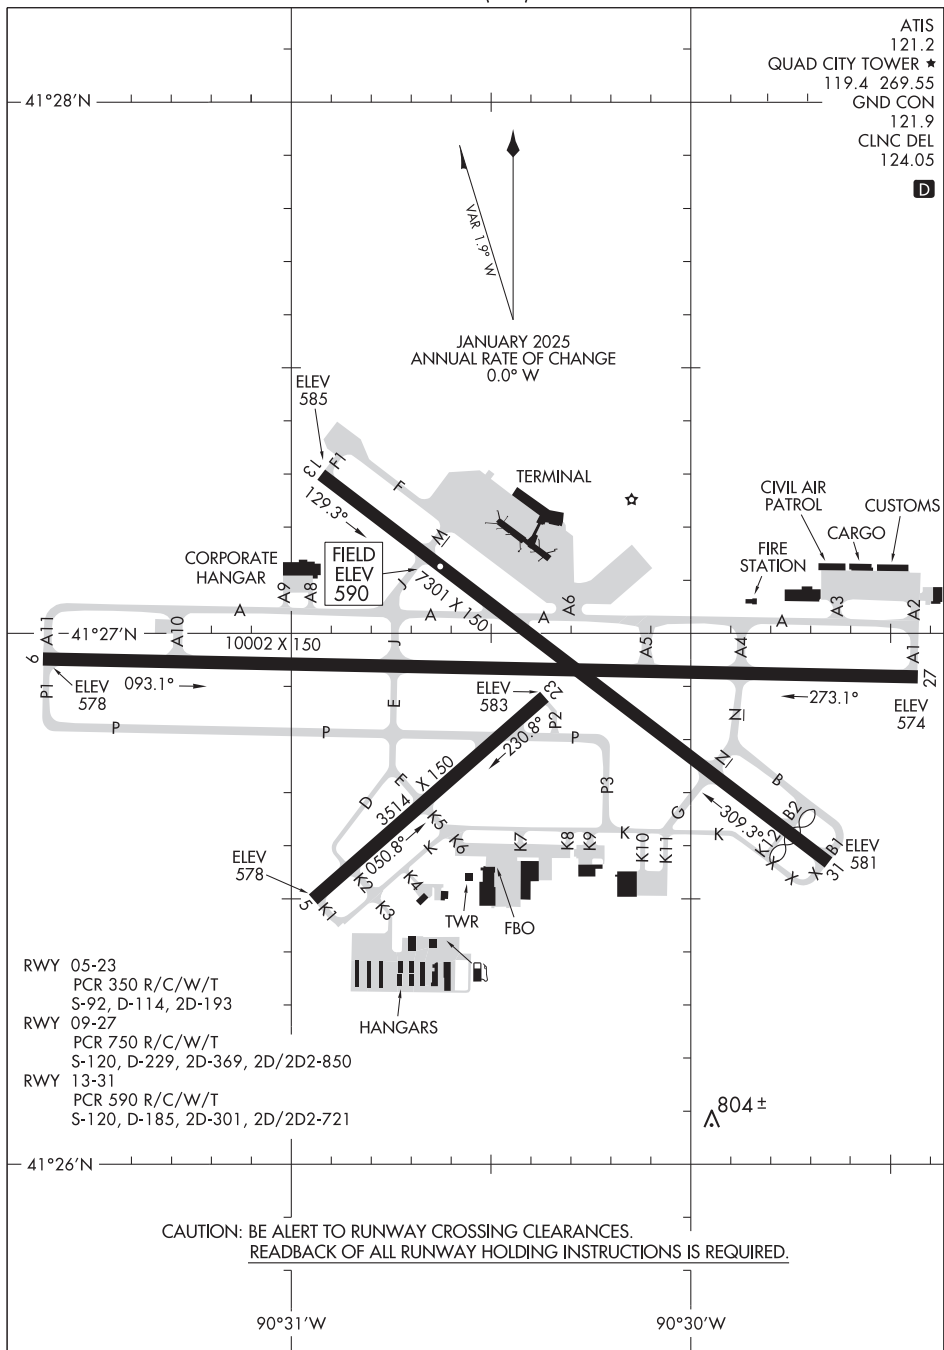 ATIS
121.2
QUAD CITY TOWER ★
119.4 269.55
GND CON
121.9
CLNC DEL
124.05
D
41°28'N
VAR 1.9° W
JANUARY 2025
ANNUAL RATE OF CHANGE
0.0° W
ELEV
585
13
F1
129.3°
F
TERMINAL
M
CIVIL AIR
PATROL
CUSTOMS
CARGO
FIRE
STATION
CORPORATE
HANGAR
FIELD
ELEV
590
7301 X 150
J
A9
A8
A
A
A
A6
A
A3
A2
A11
41°27'N
A10
10002 X 150
J
A5
A4
A1
9
27
P1
ELEV
578
093.1°
ELEV
583
23
273.1°
ELEV
574
E
P2
N
P
P
230.8°
P
N
D
E
3514 X 150
P3
B
K5
050.8°
G
309.3°
B2
K
K6
K7
K8
K9
K
K10
K11
K
K12
B1
ELEV
581
31
X
X
X
ELEV
578
5
K1
K2
K3
K4
TWR
FBO
HANGARS
RWY 05-23
PCR 350 R/C/W/T
S-92, D-114, 2D-193
RWY 09-27
PCR 750 R/C/W/T
S-120, D-229, 2D-369, 2D/2D2-850
RWY 13-31
PCR 590 R/C/W/T
S-120, D-185, 2D-301, 2D/2D2-721
804 ±
41°26'N
CAUTION: BE ALERT TO RUNWAY CROSSING CLEARANCES.
READBACK OF ALL RUNWAY HOLDING INSTRUCTIONS IS REQUIRED.
90°31'W
90°30'W